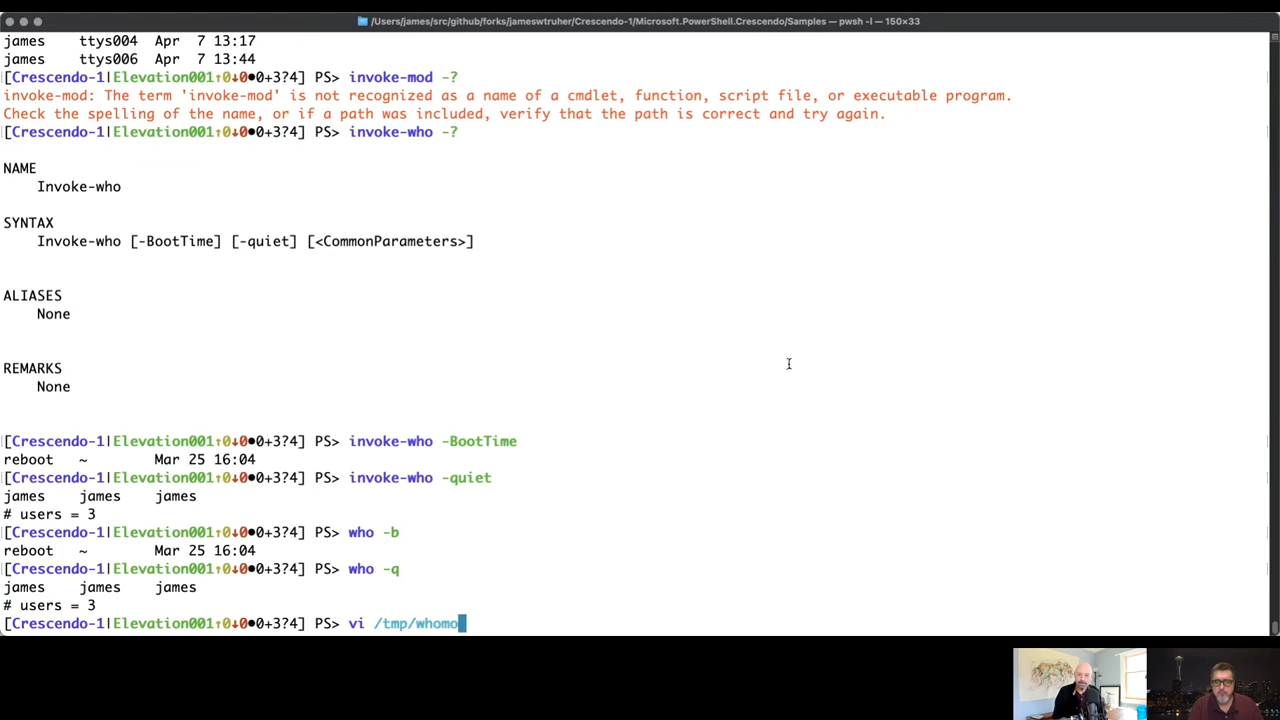 /Users/james/src/github/forks/jameswtruher/Crescendo-1/Microsoft.PowerShell.Crescendo/Samples — pwsh -l — 150×33
james    ttys004  Apr  7 13:17
james    ttys006  Apr  7 13:44
[Crescendo-1|Elevation001↑0↓0●0+3?4] PS> invoke-mod -?
invoke-mod: The term 'invoke-mod' is not recognized as a name of a cmdlet, function, script file, or executable program.
Check the spelling of the name, or if a path was included, verify that the path is correct and try again.
[Crescendo-1|Elevation001↑0↓0●0+3?4] PS> invoke-who -?
NAME
    Invoke-who
SYNTAX
    Invoke-who [-BootTime] [-quiet] [<CommonParameters>]
ALIASES
    None
REMARKS
    None
[Crescendo-1|Elevation001↑0↓0●0+3?4] PS> invoke-who -BootTime
reboot   ~        Mar 25 16:04
[Crescendo-1|Elevation001↑0↓0●0+3?4] PS> invoke-who -quiet
james    james    james
# users = 3
[Crescendo-1|Elevation001↑0↓0●0+3?4] PS> who -b
reboot   ~        Mar 25 16:04
[Crescendo-1|Elevation001↑0↓0●0+3?4] PS> who -q
james    james    james
# users = 3
[Crescendo-1|Elevation001↑0↓0●0+3?4] PS> vi /tmp/whomo